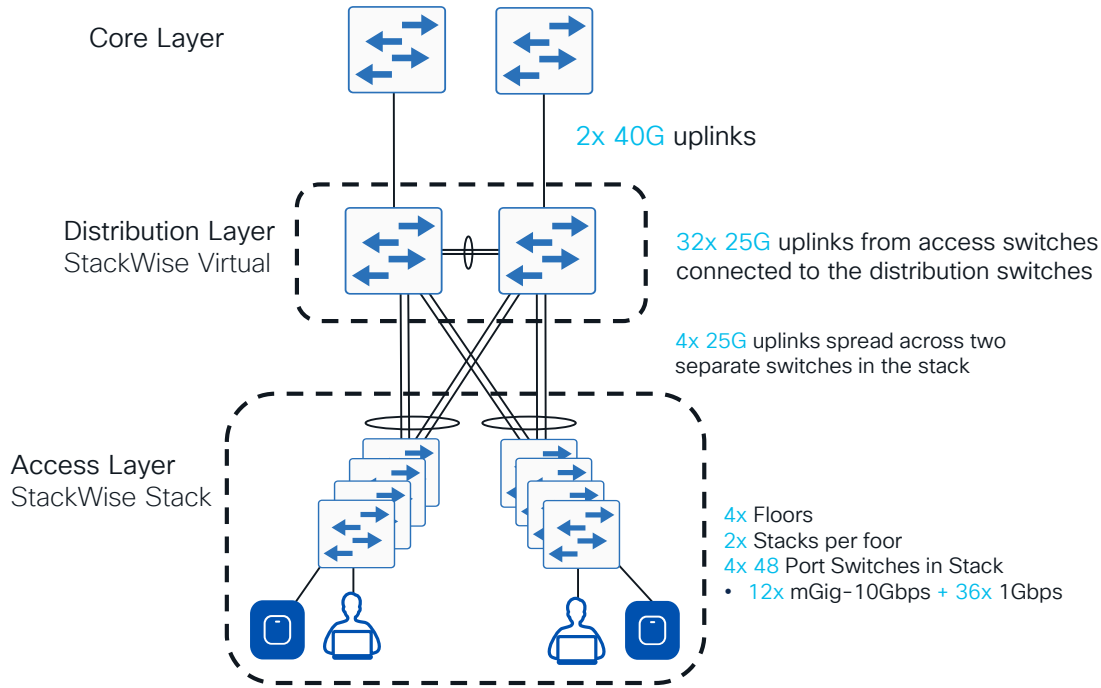 Core Layer
2x 40G uplinks
Distribution Layer
StackWise Virtual
32x 25G uplinks from access switches
connected to the distribution switches
4x 25G uplinks spread across two
separate switches in the stack
Access Layer
StackWise Stack
4x Floors
2x Stacks per foor
4x 48 Port Switches in Stack
• 12x mGig-10Gbps + 36x 1Gbps